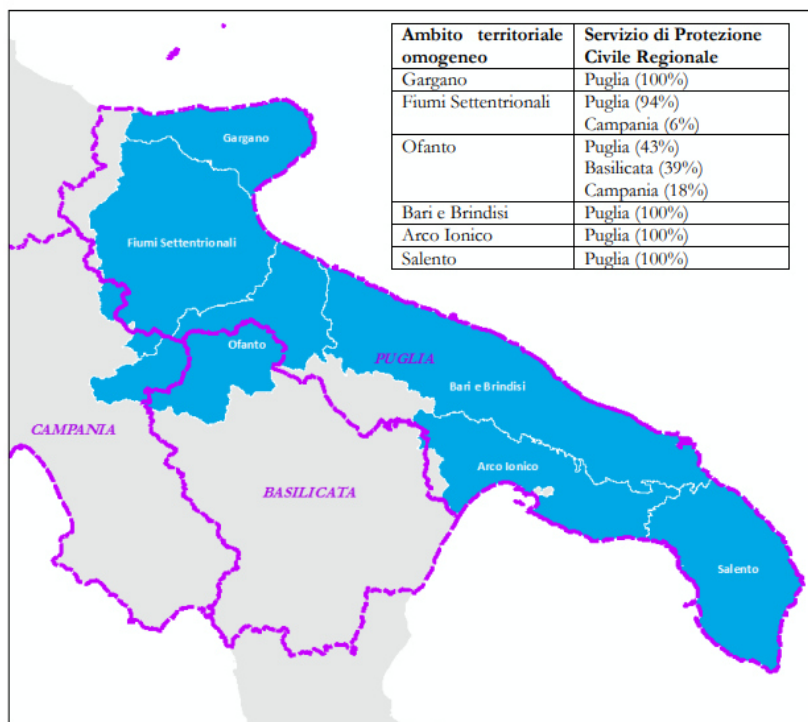 Ambito territoriale omogeneo
Servizio di Protezione Civile Regionale
Gargano
Puglia (100%)
Fiumi Settentrionali
Puglia (94%)
Campania (6%)
Ofanto
Puglia (43%)
Basilicata (39%)
Campania (18%)
Bari e Brindisi
Puglia (100%)
Arco Ionico
Puglia (100%)
Salento
Puglia (100%)
Gargano
Fiumi Settentrionali
Ofanto
PUGLIA
Bari e Brindisi
CAMPANIA
Arco Ionico
BASILICATA
Salento